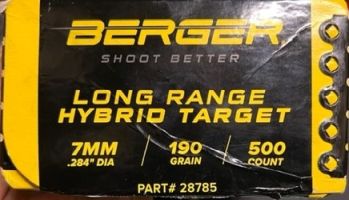 BERGER
SHOOT BETTER
LONG RANGE
HYBRID TARGET
7MM / 190 / 500
.284" DIA GRAIN COUNT
PART# 28785